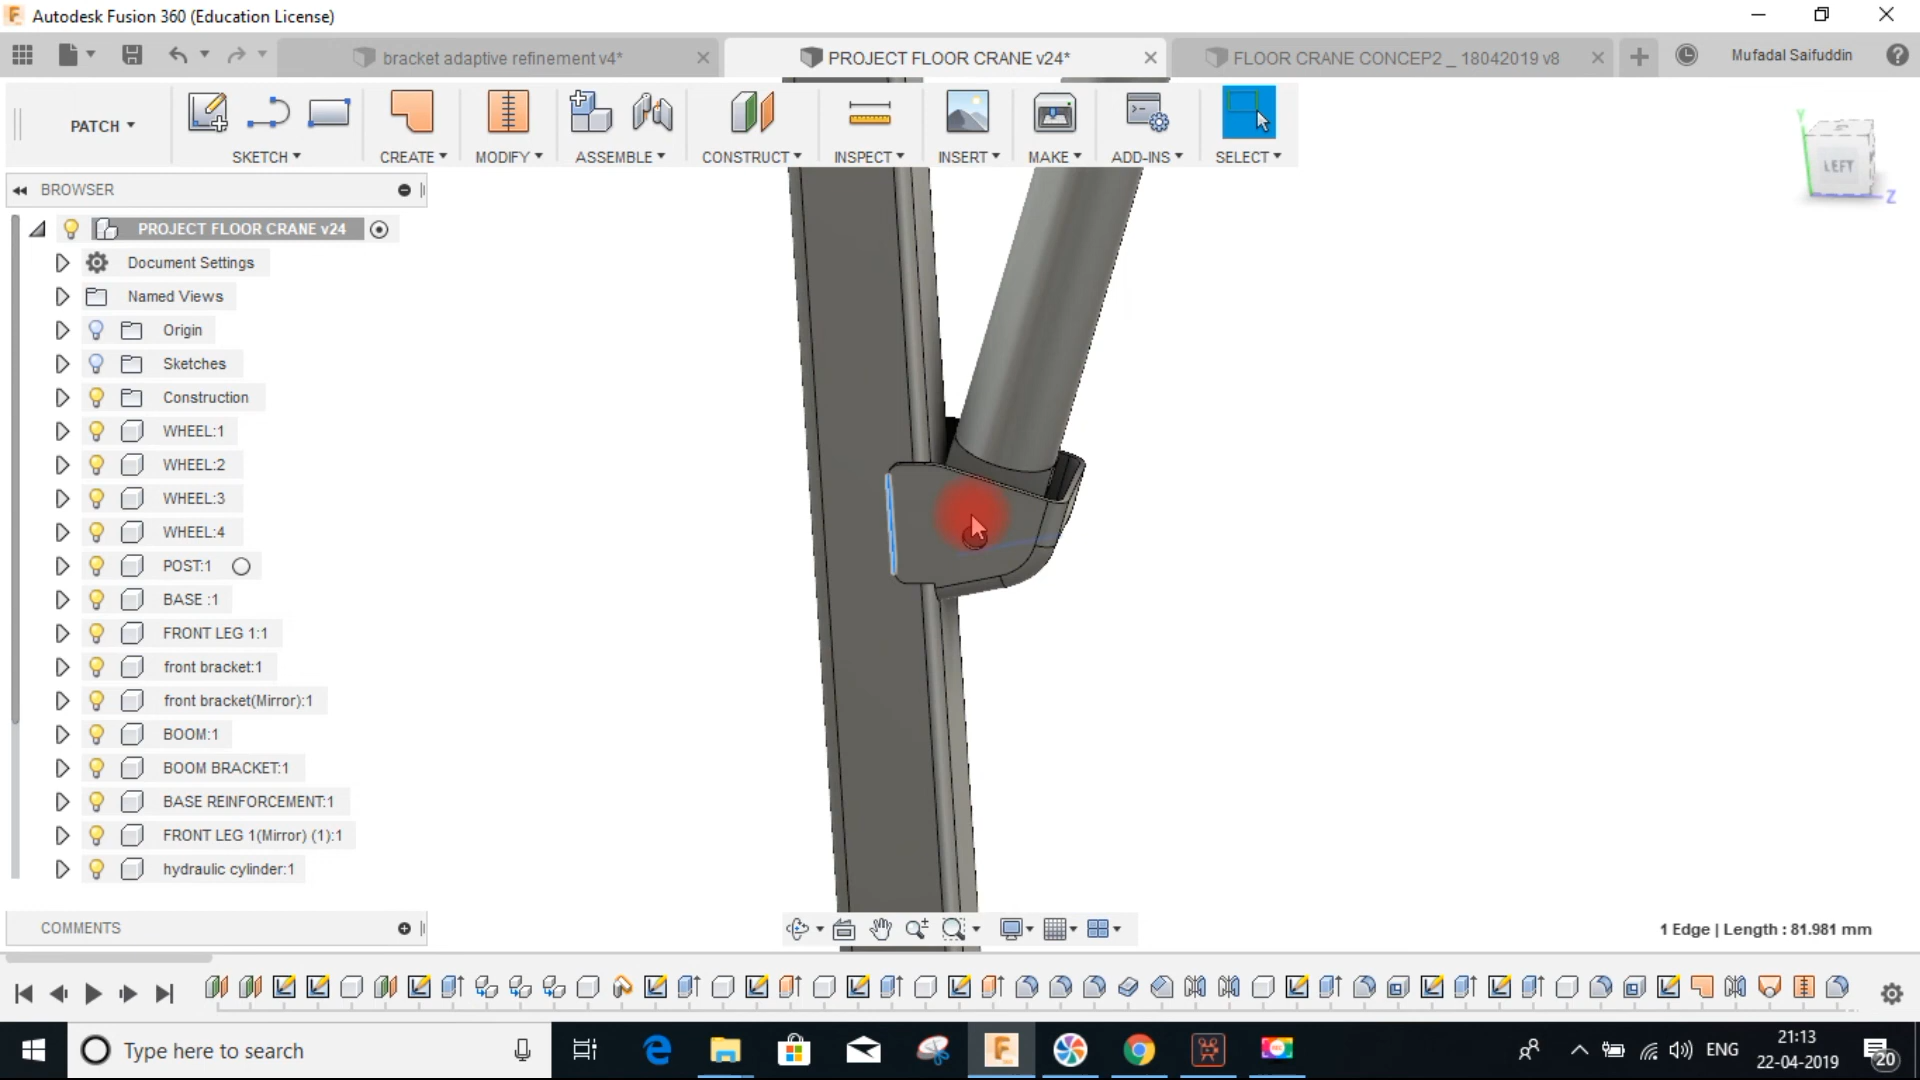 Autodesk Fusion 360 (Education License)
bracket adaptive refinement v4*
PROJECT FLOOR CRANE v24*
FLOOR CRANE CONCEP2 _ 18042019 v8
Mufadal Saifuddin
PATCH
SKETCH
CREATE
MODIFY
ASSEMBLE
CONSTRUCT
INSPECT
INSERT
MAKE
ADD-INS
SELECT
Y
LEFT
Z
BROWSER
PROJECT FLOOR CRANE v24
Document Settings
Named Views
Origin
Sketches
Construction
WHEEL:1
WHEEL:2
WHEEL:3
WHEEL:4
POST:1
BASE :1
FRONT LEG 1:1
front bracket:1
front bracket(Mirror):1
BOOM:1
BOOM BRACKET:1
BASE REINFORCEMENT:1
FRONT LEG 1(Mirror) (1):1
hydraulic cylinder:1
COMMENTS
1 Edge | Length : 81.981 mm
Type here to search
ENG
21:13
22-04-2019
20